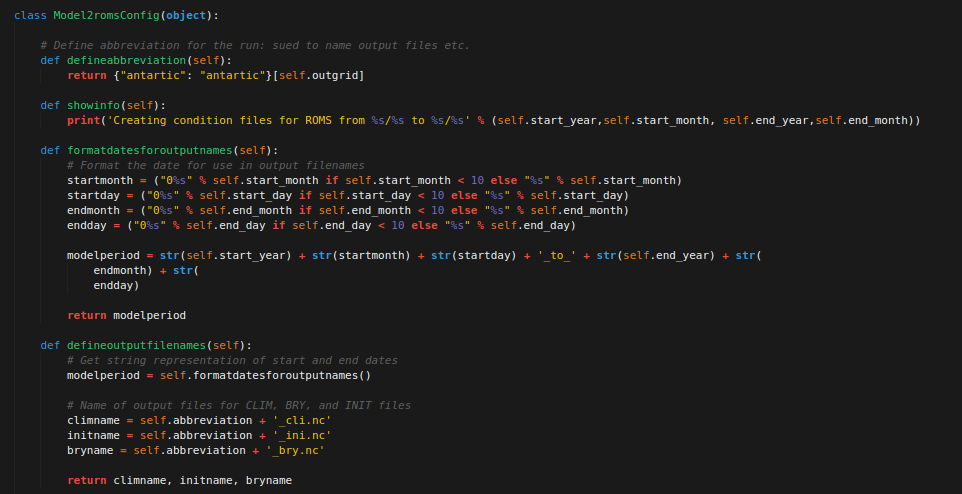 class Model2romsConfig(object):
# Define abbreviation for the run: sued to name output files etc.
def defineabbreviation(self):
return {"antartic": "antartic"}[self.outgrid]
def showinfo(self):
print('Creating condition files for ROMS from %s/%s to %s/%s' % (self.start_year,self.start_month, self.end_year,self.end_month))
def formatdatesforoutputnames(self):
# Format the date for use in output filenames
startmonth = ("0%s" % self.start_month if self.start_month < 10 else "%s" % self.start_month)
startday = ("0%s" % self.start_day if self.start_day < 10 else "%s" % self.start_day)
endmonth = ("0%s" % self.end_month if self.end_month < 10 else "%s" % self.end_month)
endday = ("0%s" % self.end_day if self.end_day < 10 else "%s" % self.end_day)
modelperiod = str(self.start_year) + str(startmonth) + str(startday) + '_to_' + str(self.end_year) + str(
endmonth) + str(
endday)
return modelperiod
def defineoutputfilenames(self):
# Get string representation of start and end dates
modelperiod = self.formatdatesforoutputnames()
# Name of output files for CLIM, BRY, and INIT files
climname = self.abbreviation + '_cli.nc'
initname = self.abbreviation + '_ini.nc'
bryname = self.abbreviation + '_bry.nc'
return climname, initname, bryname